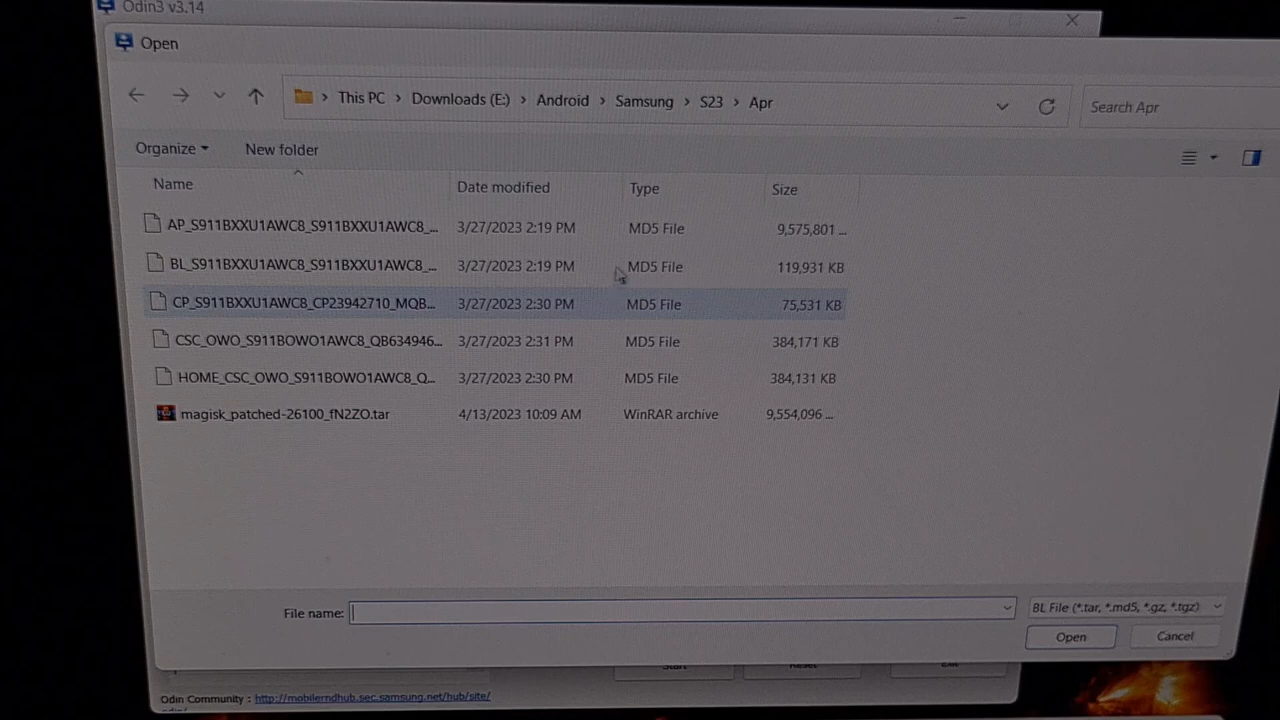 Odin3 v3.14
Open
This PC > Downloads (E:) > Android > Samsung > S23 > Apr
Search Apr
Organize
New folder
Name Date modified Type Size
AP_S911BXXU1AWC8_S911BXXU1AWC8_... 3/27/2023 2:19 PM MD5 File 9,575,801 ...
BL_S911BXXU1AWC8_S911BXXU1AWC8_... 3/27/2023 2:19 PM MD5 File 119,931 KB
CP_S911BXXU1AWC8_CP23942710_MQB... 3/27/2023 2:30 PM MD5 File 75,531 KB
CSC_OWO_S911BOWO1AWC8_QB634946... 3/27/2023 2:31 PM MD5 File 384,171 KB
HOME_CSC_OWO_S911BOWO1AWC8_Q... 3/27/2023 2:30 PM MD5 File 384,131 KB
magisk_patched-26100_fN2ZO.tar 4/13/2023 10:09 AM WinRAR archive 9,554,096 ...
File name:
BL File (*.tar, *.md5, *.gz, *.tgz)
Open
Cancel
Start Reset Exit
Odin Community : http://mobilerndhub.sec.samsung.net/hub/site/
odin/